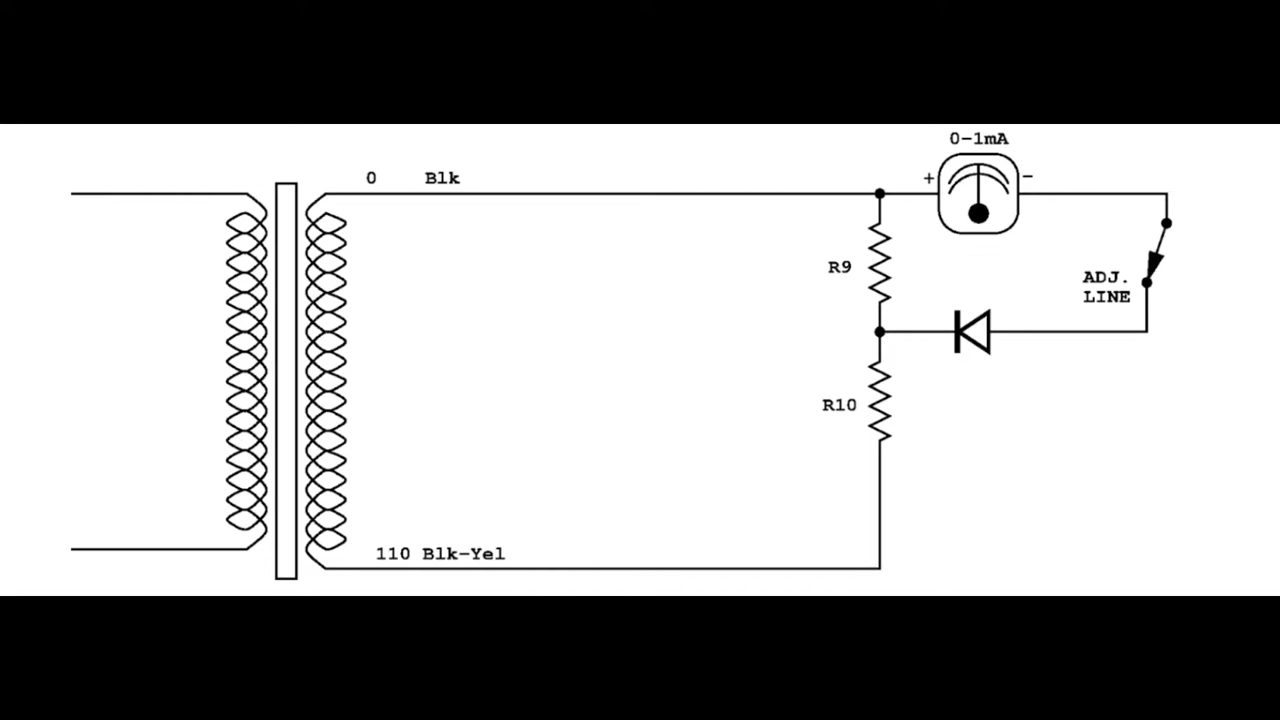 0-1mA
+ -
0 Blk
R9
ADJ.
LINE
R10
110 Blk-Yel